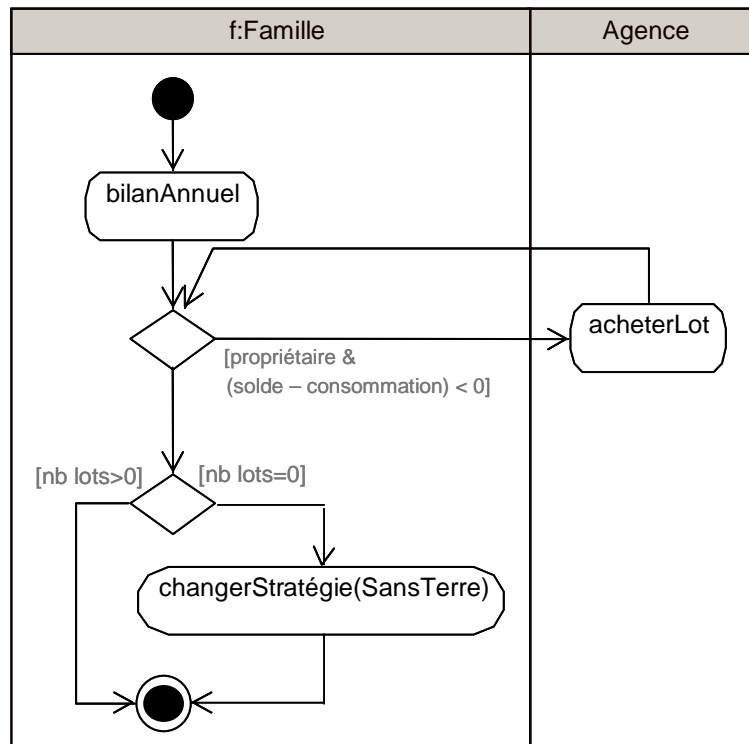 f:Famille
Agence
bilanAnnuel
acheterLot
[propriétaire &
(solde – consommation) < 0]
[nb lots>0]
[nb lots=0]
changerStratégie(SansTerre)